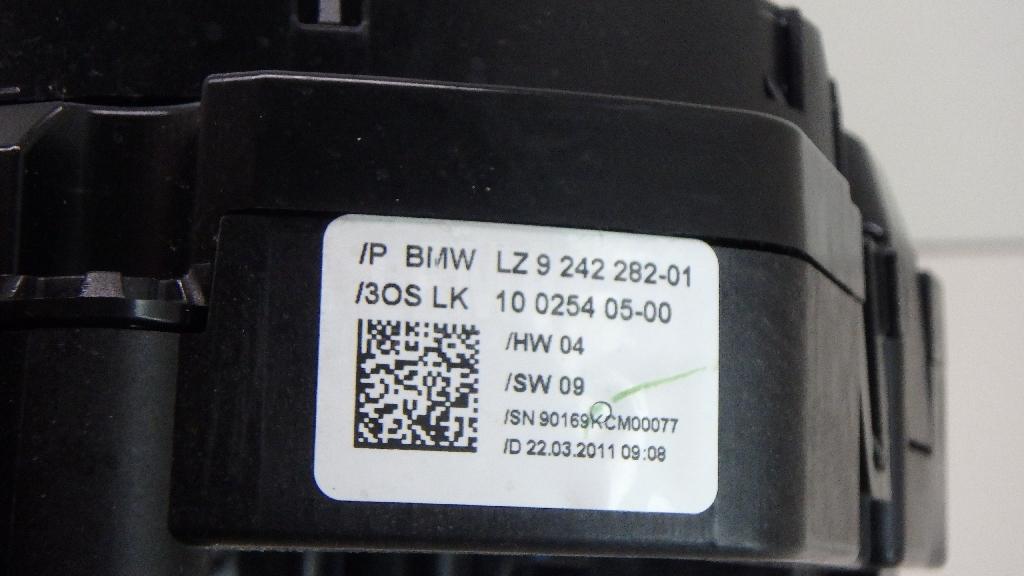 /P BMW LZ 9 242 282-01
/3OS LK 10 0254 05-00
/HW 04
/SW 09
/SN 90169KCM00077
/D 22.03.2011 09:08